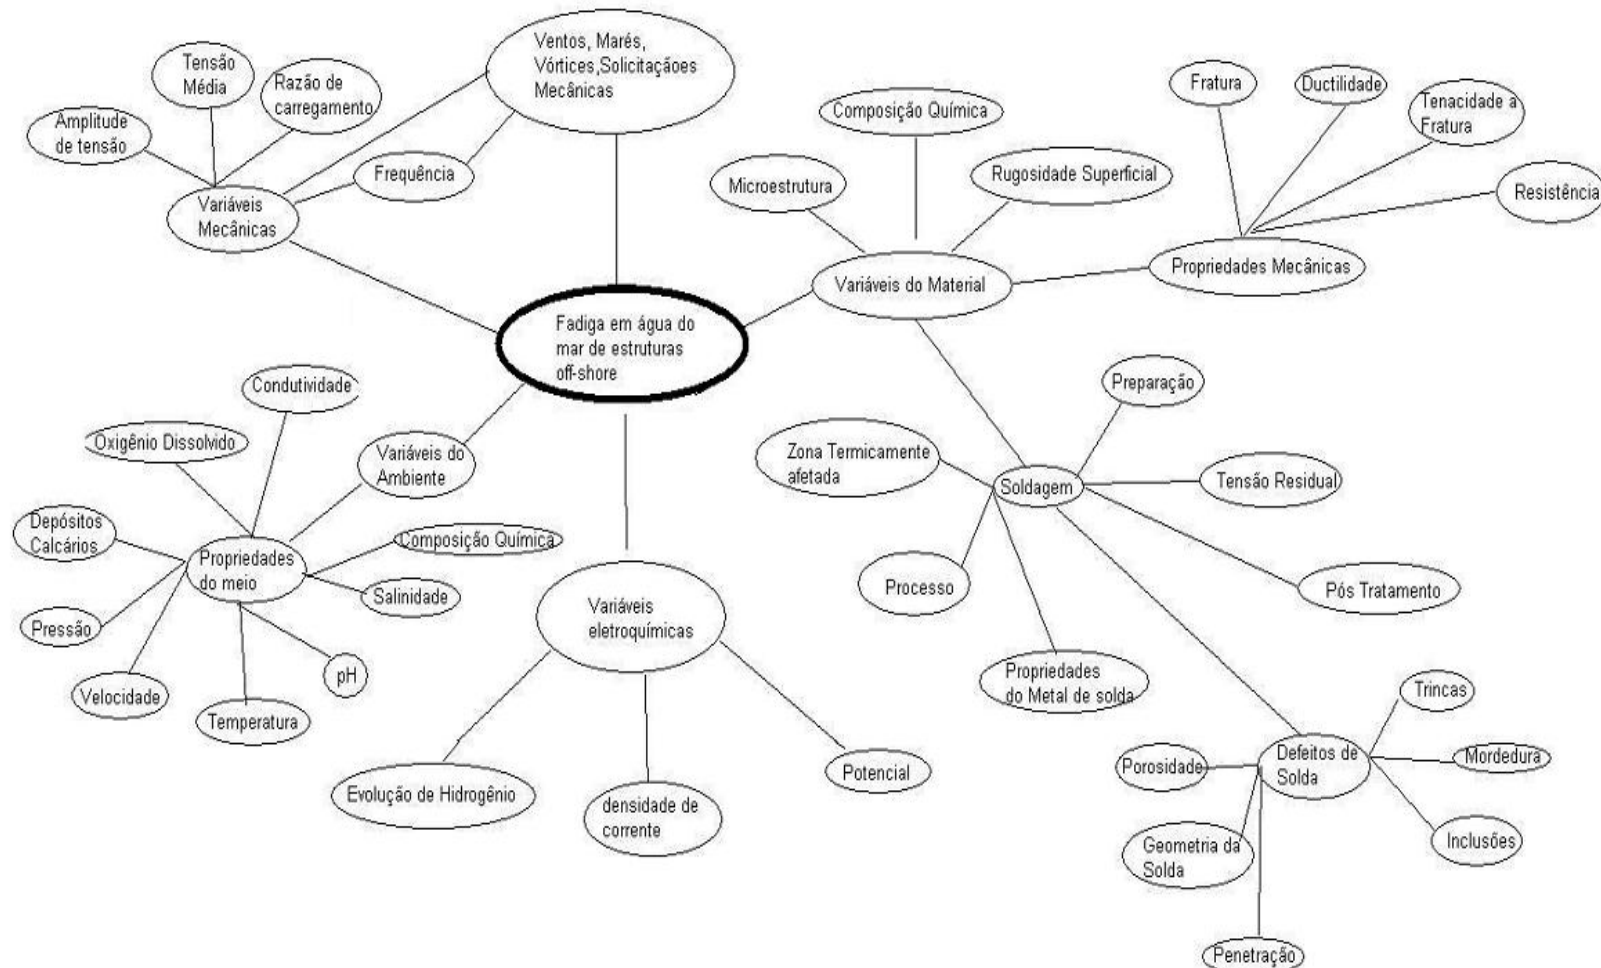 Ventos, Marés,
Vórtices,Solicitaçãoes
Mecânicas
Tensão
Média
Razão de
carregamento
Amplitude
de tensão
Frequência
Variáveis
Mecânicas
Composição Química
Microestrutura
Rugosidade Superficial
Variáveis do Material
Fratura
Ductilidade
Tenacidade a
Fratura
Resistência
Propriedades Mecânicas
Fadiga em água do
mar de estruturas
off-shore
Condutividade
Oxigênio Dissolvido
Variáveis do
Ambiente
Depósitos
Calcários
Propriedades
do meio
Composição Química
Salinidade
Pressão
Velocidade
Temperatura
pH
Variáveis
eletroquímicas
Evolução de Hidrogênio
densidade de
corrente
Potencial
Preparação
Zona Termicamente
afetada
Soldagem
Tensão Residual
Processo
Pós Tratamento
Propriedades
do Metal de solda
Trincas
Porosidade
Defeitos de
Solda
Mordedura
Geometria da
Solda
Inclusões
Penetração